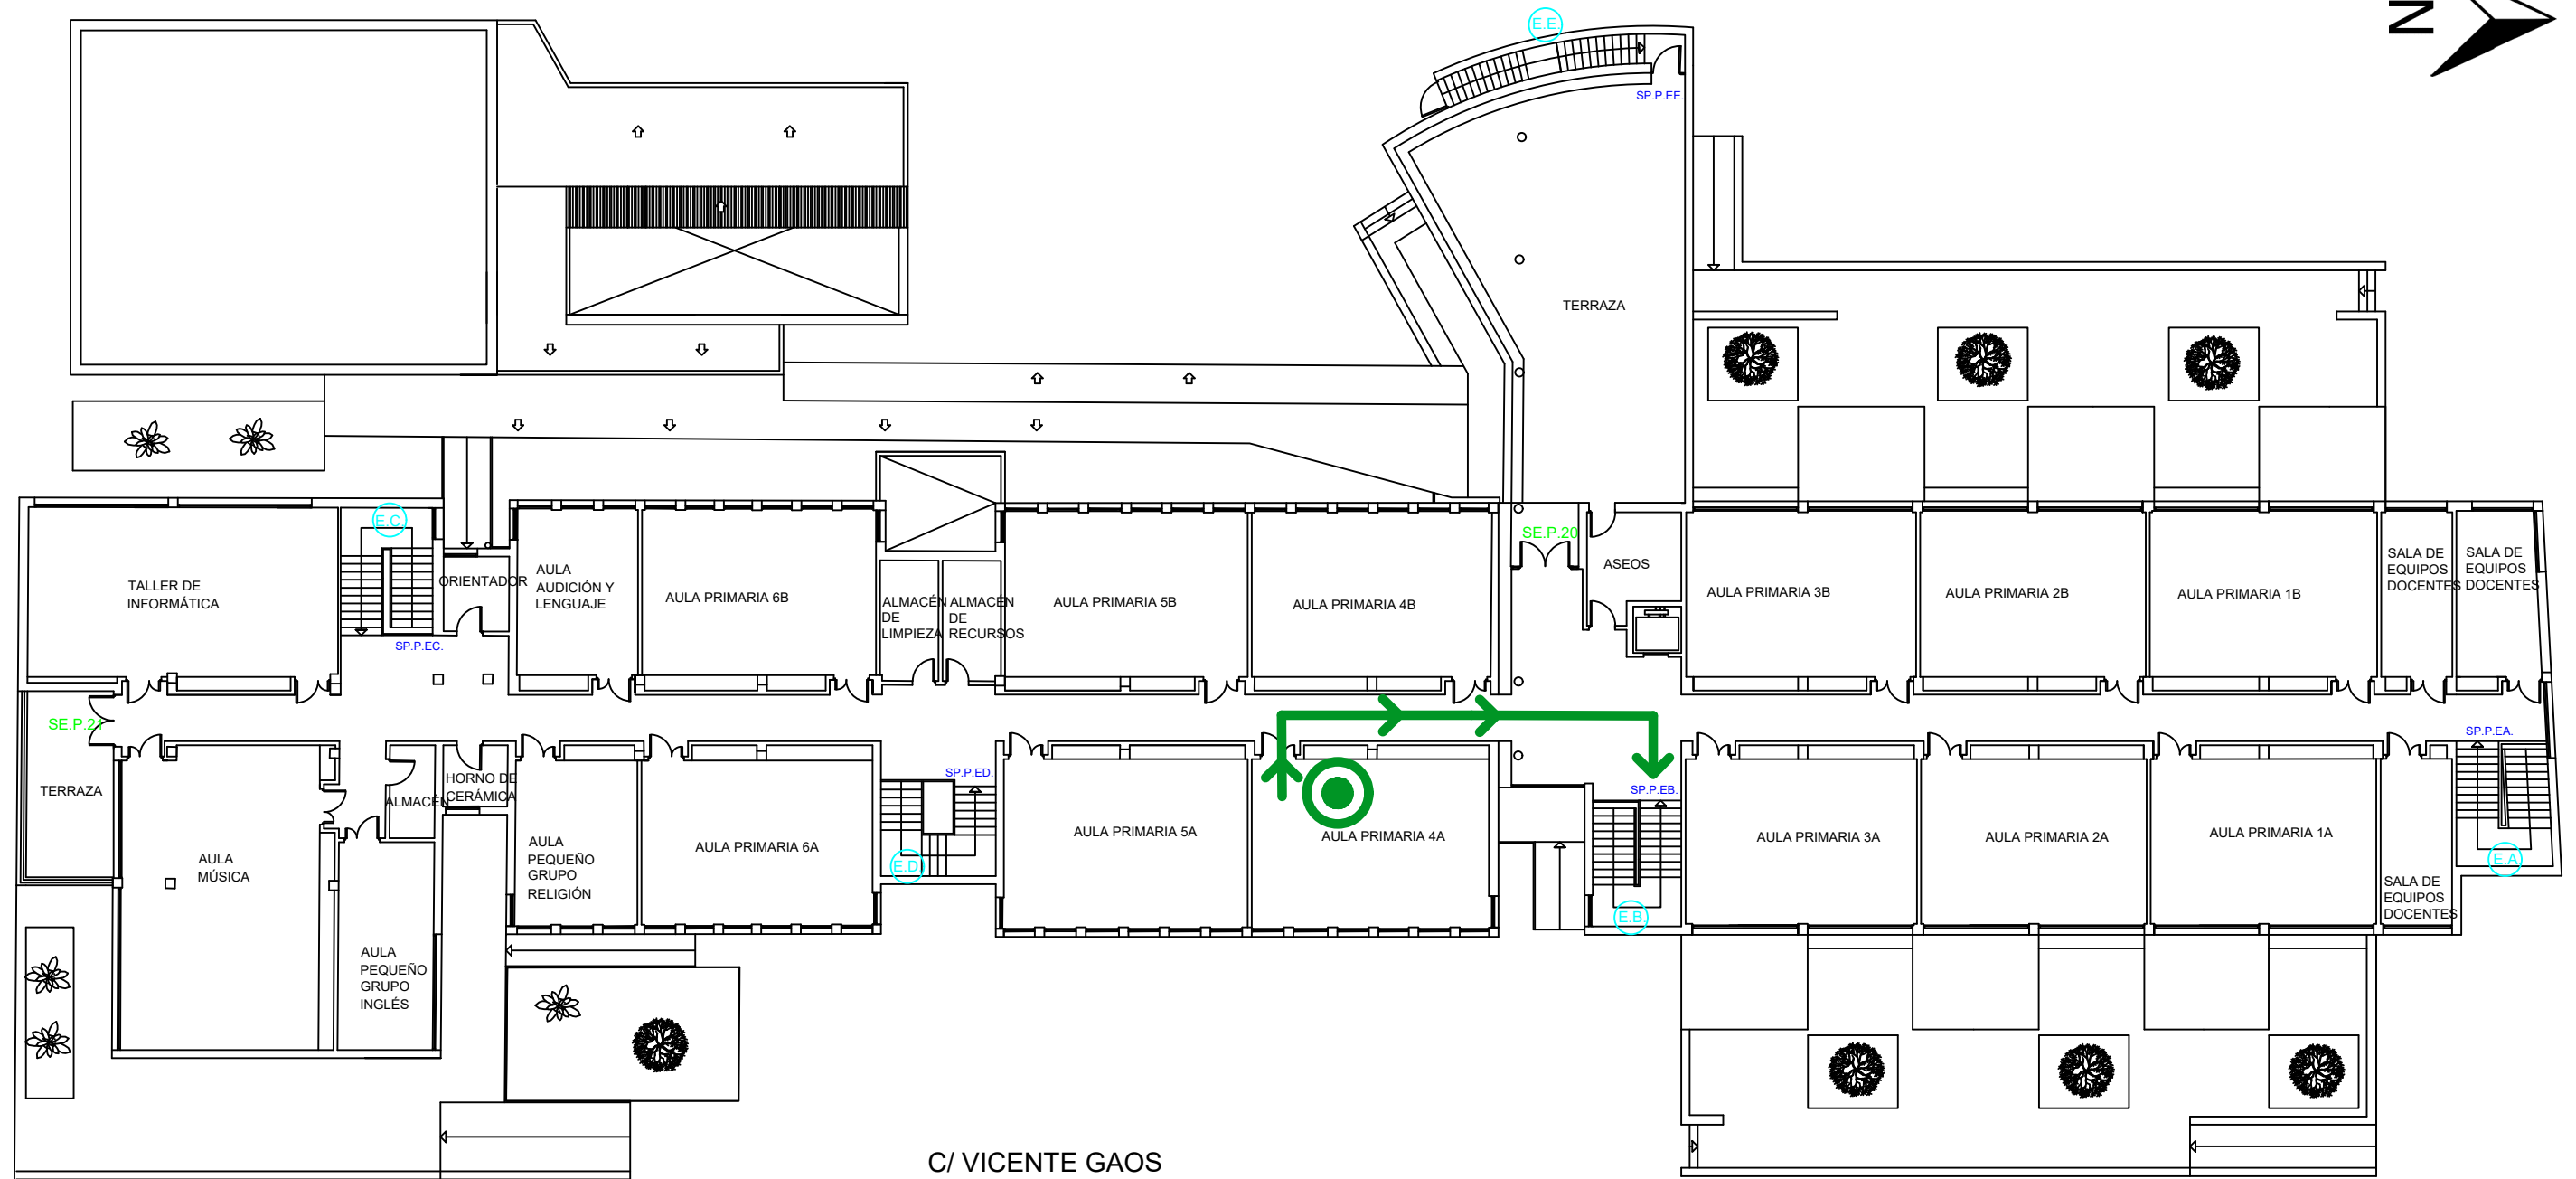 N
E.E.
SP.P.EE.
TERRAZA
E.C.
TALLER DE
INFORMÁTICA
ORIENTADOR
SP.P.EC.
AULA
AUDICIÓN Y
LENGUAJE
AULA PRIMARIA 6B
ALMACÉN
DE
LIMPIEZA
ALMACÉN
DE
RECURSOS
AULA PRIMARIA 5B
AULA PRIMARIA 4B
SE.P.20
ASEOS
AULA PRIMARIA 3B
AULA PRIMARIA 2B
AULA PRIMARIA 1B
SALA DE
EQUIPOS
DOCENTES
SALA DE
EQUIPOS
DOCENTES
SE.P.21
TERRAZA
AULA
MÚSICA
ALMACÉN
HORNO DE
CERÁMICA
AULA
PEQUEÑO
GRUPO
INGLÉS
AULA
PEQUEÑO
GRUPO
RELIGIÓN
AULA PRIMARIA 6A
SP.P.ED.
E.D.
AULA PRIMARIA 5A
AULA PRIMARIA 4A
SP.P.EB.
E.B.
AULA PRIMARIA 3A
AULA PRIMARIA 2A
AULA PRIMARIA 1A
SALA DE
EQUIPOS
DOCENTES
SP.P.EA.
E.A.
C/ VICENTE GAOS